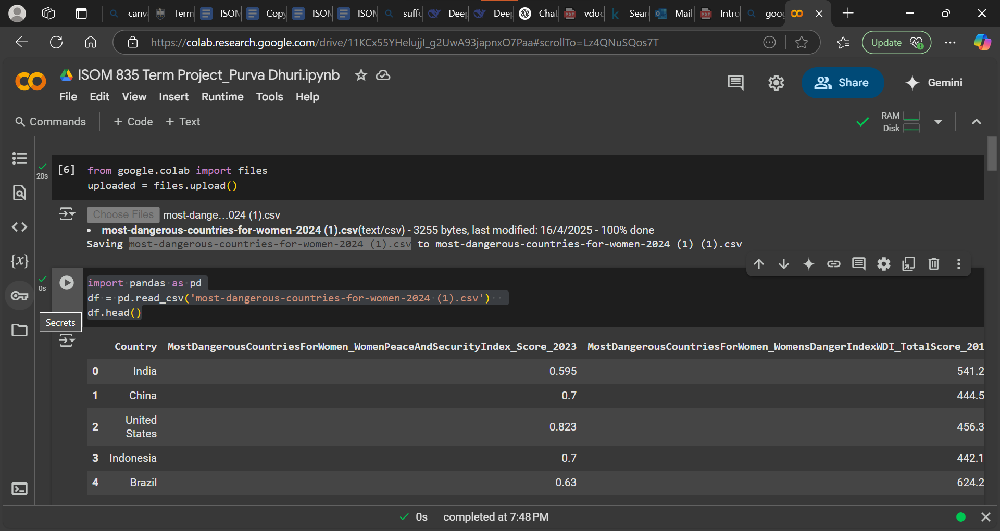 canv
Term
ISOM
Copy
ISOM
ISOM
suffo
Deep
Deep
Chat
vdoc
Sear
Mail
Intro
goog
https://colab.research.google.com/drive/11KCx55YHelujjI_g2UwA93japnxO7Paa#scrollTo=Lz4QNuSQos7T
Update
ISOM 835 Term Project_Purva Dhuri.ipynb
Share
Gemini
File Edit View Insert Runtime Tools Help
Commands + Code + Text
RAM
Disk
20s
[6] from google.colab import files
uploaded = files.upload()
Choose Files most-dange...024 (1).csv
• most-dangerous-countries-for-women-2024 (1).csv(text/csv) - 3255 bytes, last modified: 16/4/2025 - 100% done
Saving most-dangerous-countries-for-women-2024 (1).csv to most-dangerous-countries-for-women-2024 (1) (1).csv
0s
import pandas as pd
df = pd.read_csv('most-dangerous-countries-for-women-2024 (1).csv')
df.head()
Secrets
Country MostDangerousCountriesForWomen_WomenPeaceAndSecurityIndex_Score_2023 MostDangerousCountriesForWomen_WomensDangerIndexWDI_TotalScore_201
0 India 0.595 541.2
1 China 0.7 444.5
2 United States 0.823 456.3
3 Indonesia 0.7 442.1
4 Brazil 0.63 624.2
0s completed at 7:48 PM